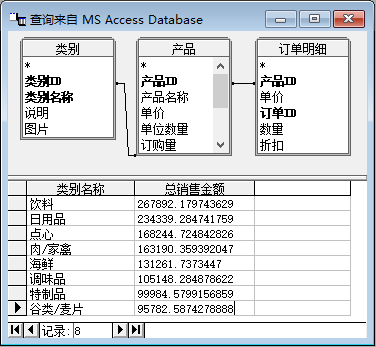 查询来自 MS Access Database
类别
*
类别ID
类别名称
说明
图片
产品
*
产品ID
产品名称
单价
单位数量
订购量
订单明细
*
产品ID
单价
订单ID
数量
折扣
类别名称 总销售金额
饮料 267892.179743629
日用品 234339.284741759
点心 168244.724842826
肉/家禽 163190.359392047
海鲜 131261.7373447
调味品 105148.284878622
特制品 99984.5799156859
谷类/麦片 95782.5874278888
记录: 8